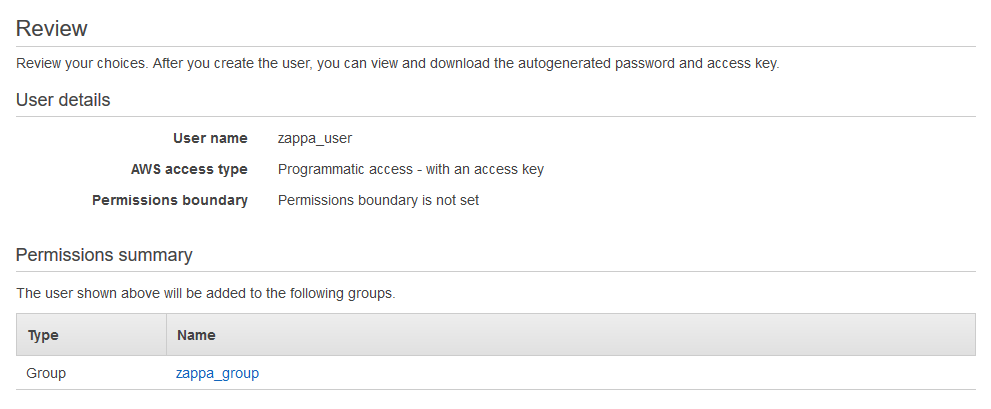 Review
Review your choices. After you create the user, you can view and download the autogenerated password and access key.
User details
User name zappa_user
AWS access type Programmatic access - with an access key
Permissions boundary Permissions boundary is not set
Permissions summary
The user shown above will be added to the following groups.
Type Name
Group zappa_group